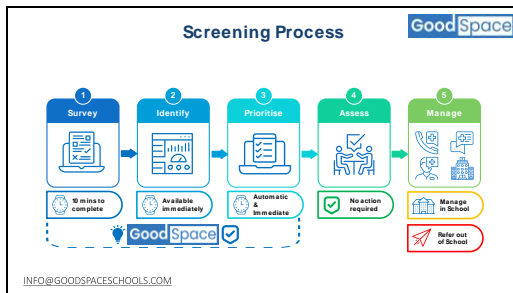 Screening Process
Good Space
1
2
3
4
5
Survey
Identify
Prioritise
Assess
Manage
10 mins to
complete
Available
immediately
Automatic
&
Immediate
No action
required
Manage
in School
Good Space
Refer out
of School
INFO@GOODSPACESCHOOLS.COM